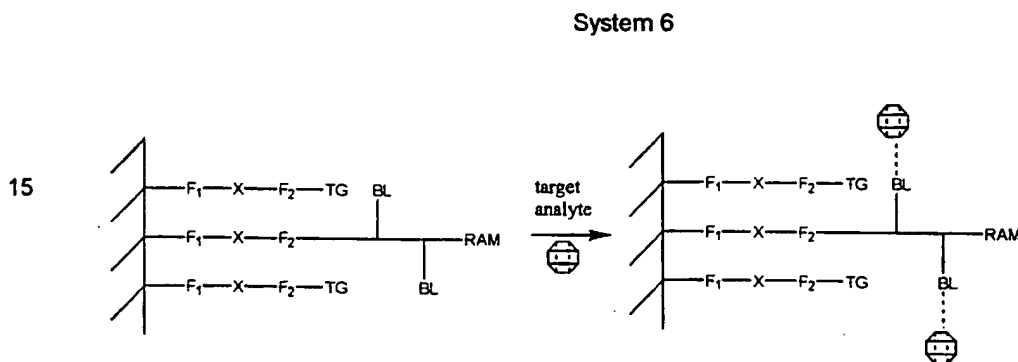 System 6
15
F₁—X—F₂—TG BL
F₁—X—F₂ RAM
F₁—X—F₂—TG BL
target
analyte
BL
F₁—X—F₂—TG
F₁—X—F₂ RAM
F₁—X—F₂—TG BL